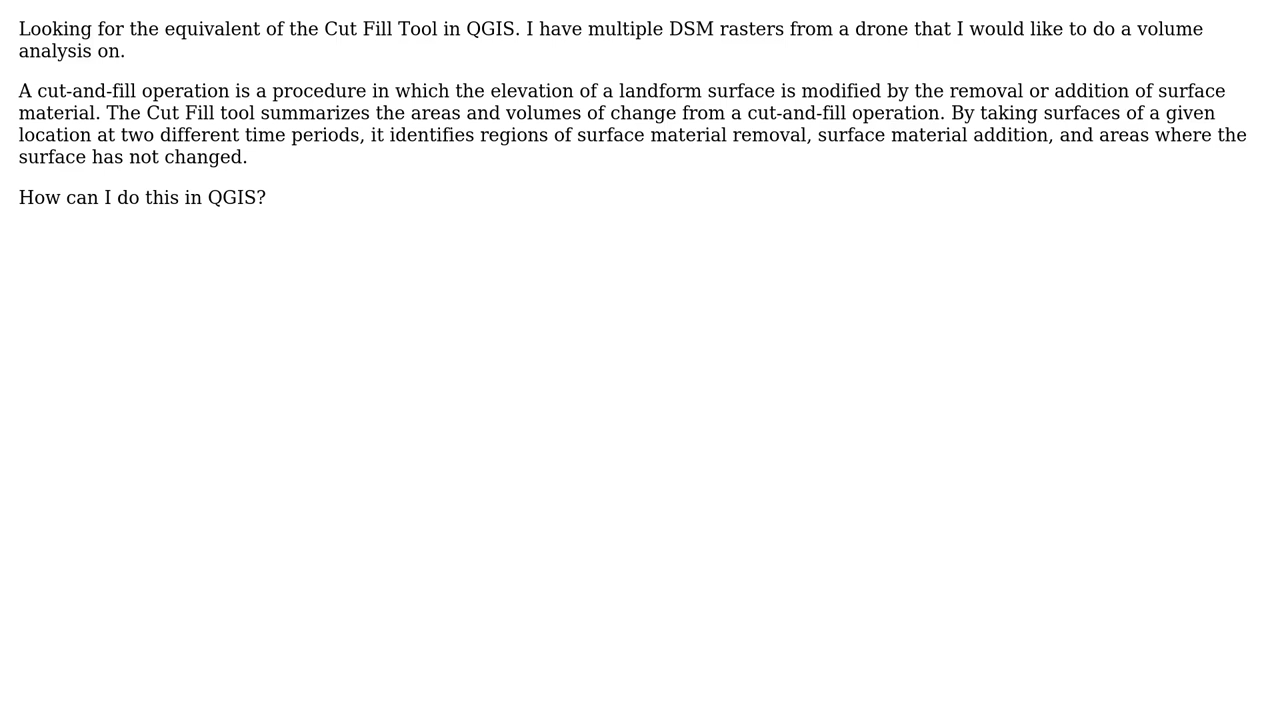 Looking for the equivalent of the Cut Fill Tool in QGIS. I have multiple DSM rasters from a drone that I would like to do a volume
analysis on.
A cut-and-fill operation is a procedure in which the elevation of a landform surface is modified by the removal or addition of surface
material. The Cut Fill tool summarizes the areas and volumes of change from a cut-and-fill operation. By taking surfaces of a given
location at two different time periods, it identifies regions of surface material removal, surface material addition, and areas where the
surface has not changed.
How can I do this in QGIS?